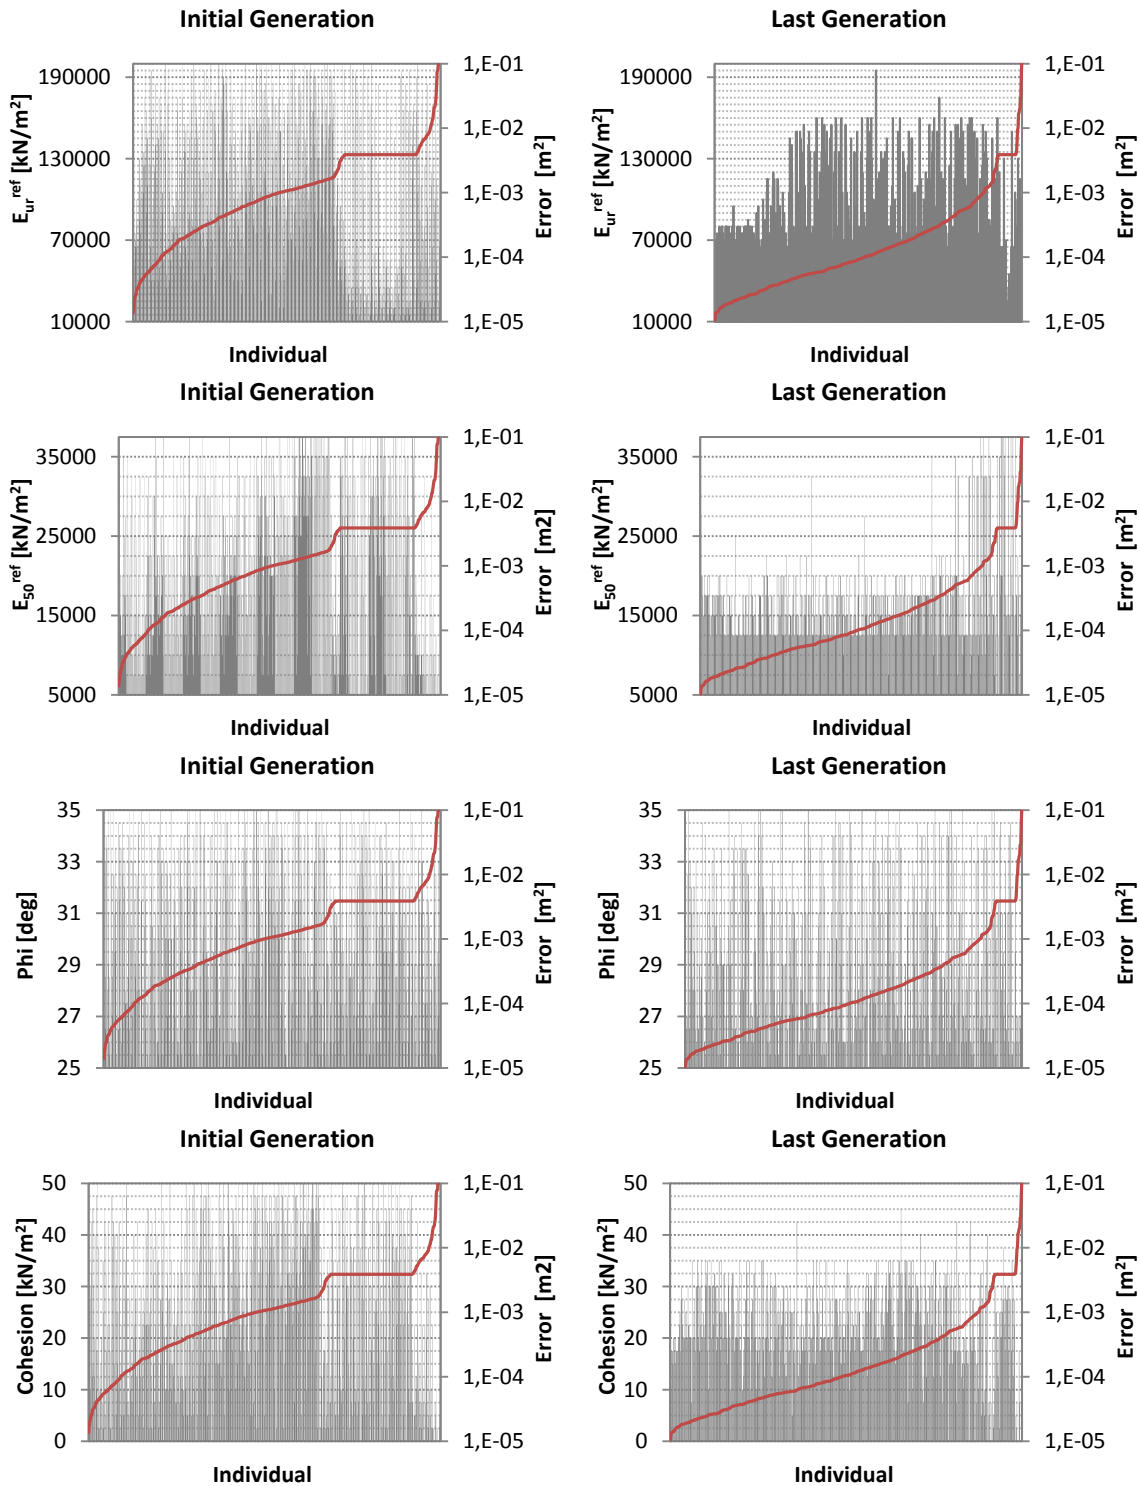 Initial Generation
E_ur^ref [kN/m²]
190000
130000
70000
10000
1,E-01
1,E-02
1,E-03
1,E-04
1,E-05
Error [m²]
Individual
Last Generation
E_ur^ref [kN/m²]
190000
130000
70000
10000
1,E-01
1,E-02
1,E-03
1,E-04
1,E-05
Error [m²]
Individual
Initial Generation
E_50^ref [kN/m²]
35000
25000
15000
5000
1,E-01
1,E-02
1,E-03
1,E-04
1,E-05
Error [m2]
Individual
Last Generation
E_50^ref [kN/m²]
35000
25000
15000
5000
1,E-01
1,E-02
1,E-03
1,E-04
1,E-05
Error [m²]
Individual
Initial Generation
Phi [deg]
35
33
31
29
27
25
1,E-01
1,E-02
1,E-03
1,E-04
1,E-05
Error [m²]
Individual
Last Generation
Phi [deg]
35
33
31
29
27
25
1,E-01
1,E-02
1,E-03
1,E-04
1,E-05
Error [m²]
Individual
Initial Generation
Cohesion [kN/m²]
50
40
30
20
10
0
1,E-01
1,E-02
1,E-03
1,E-04
1,E-05
Error [m2]
Individual
Last Generation
Cohesion [kN/m²]
50
40
30
20
10
0
1,E-01
1,E-02
1,E-03
1,E-04
1,E-05
Error [m²]
Individual